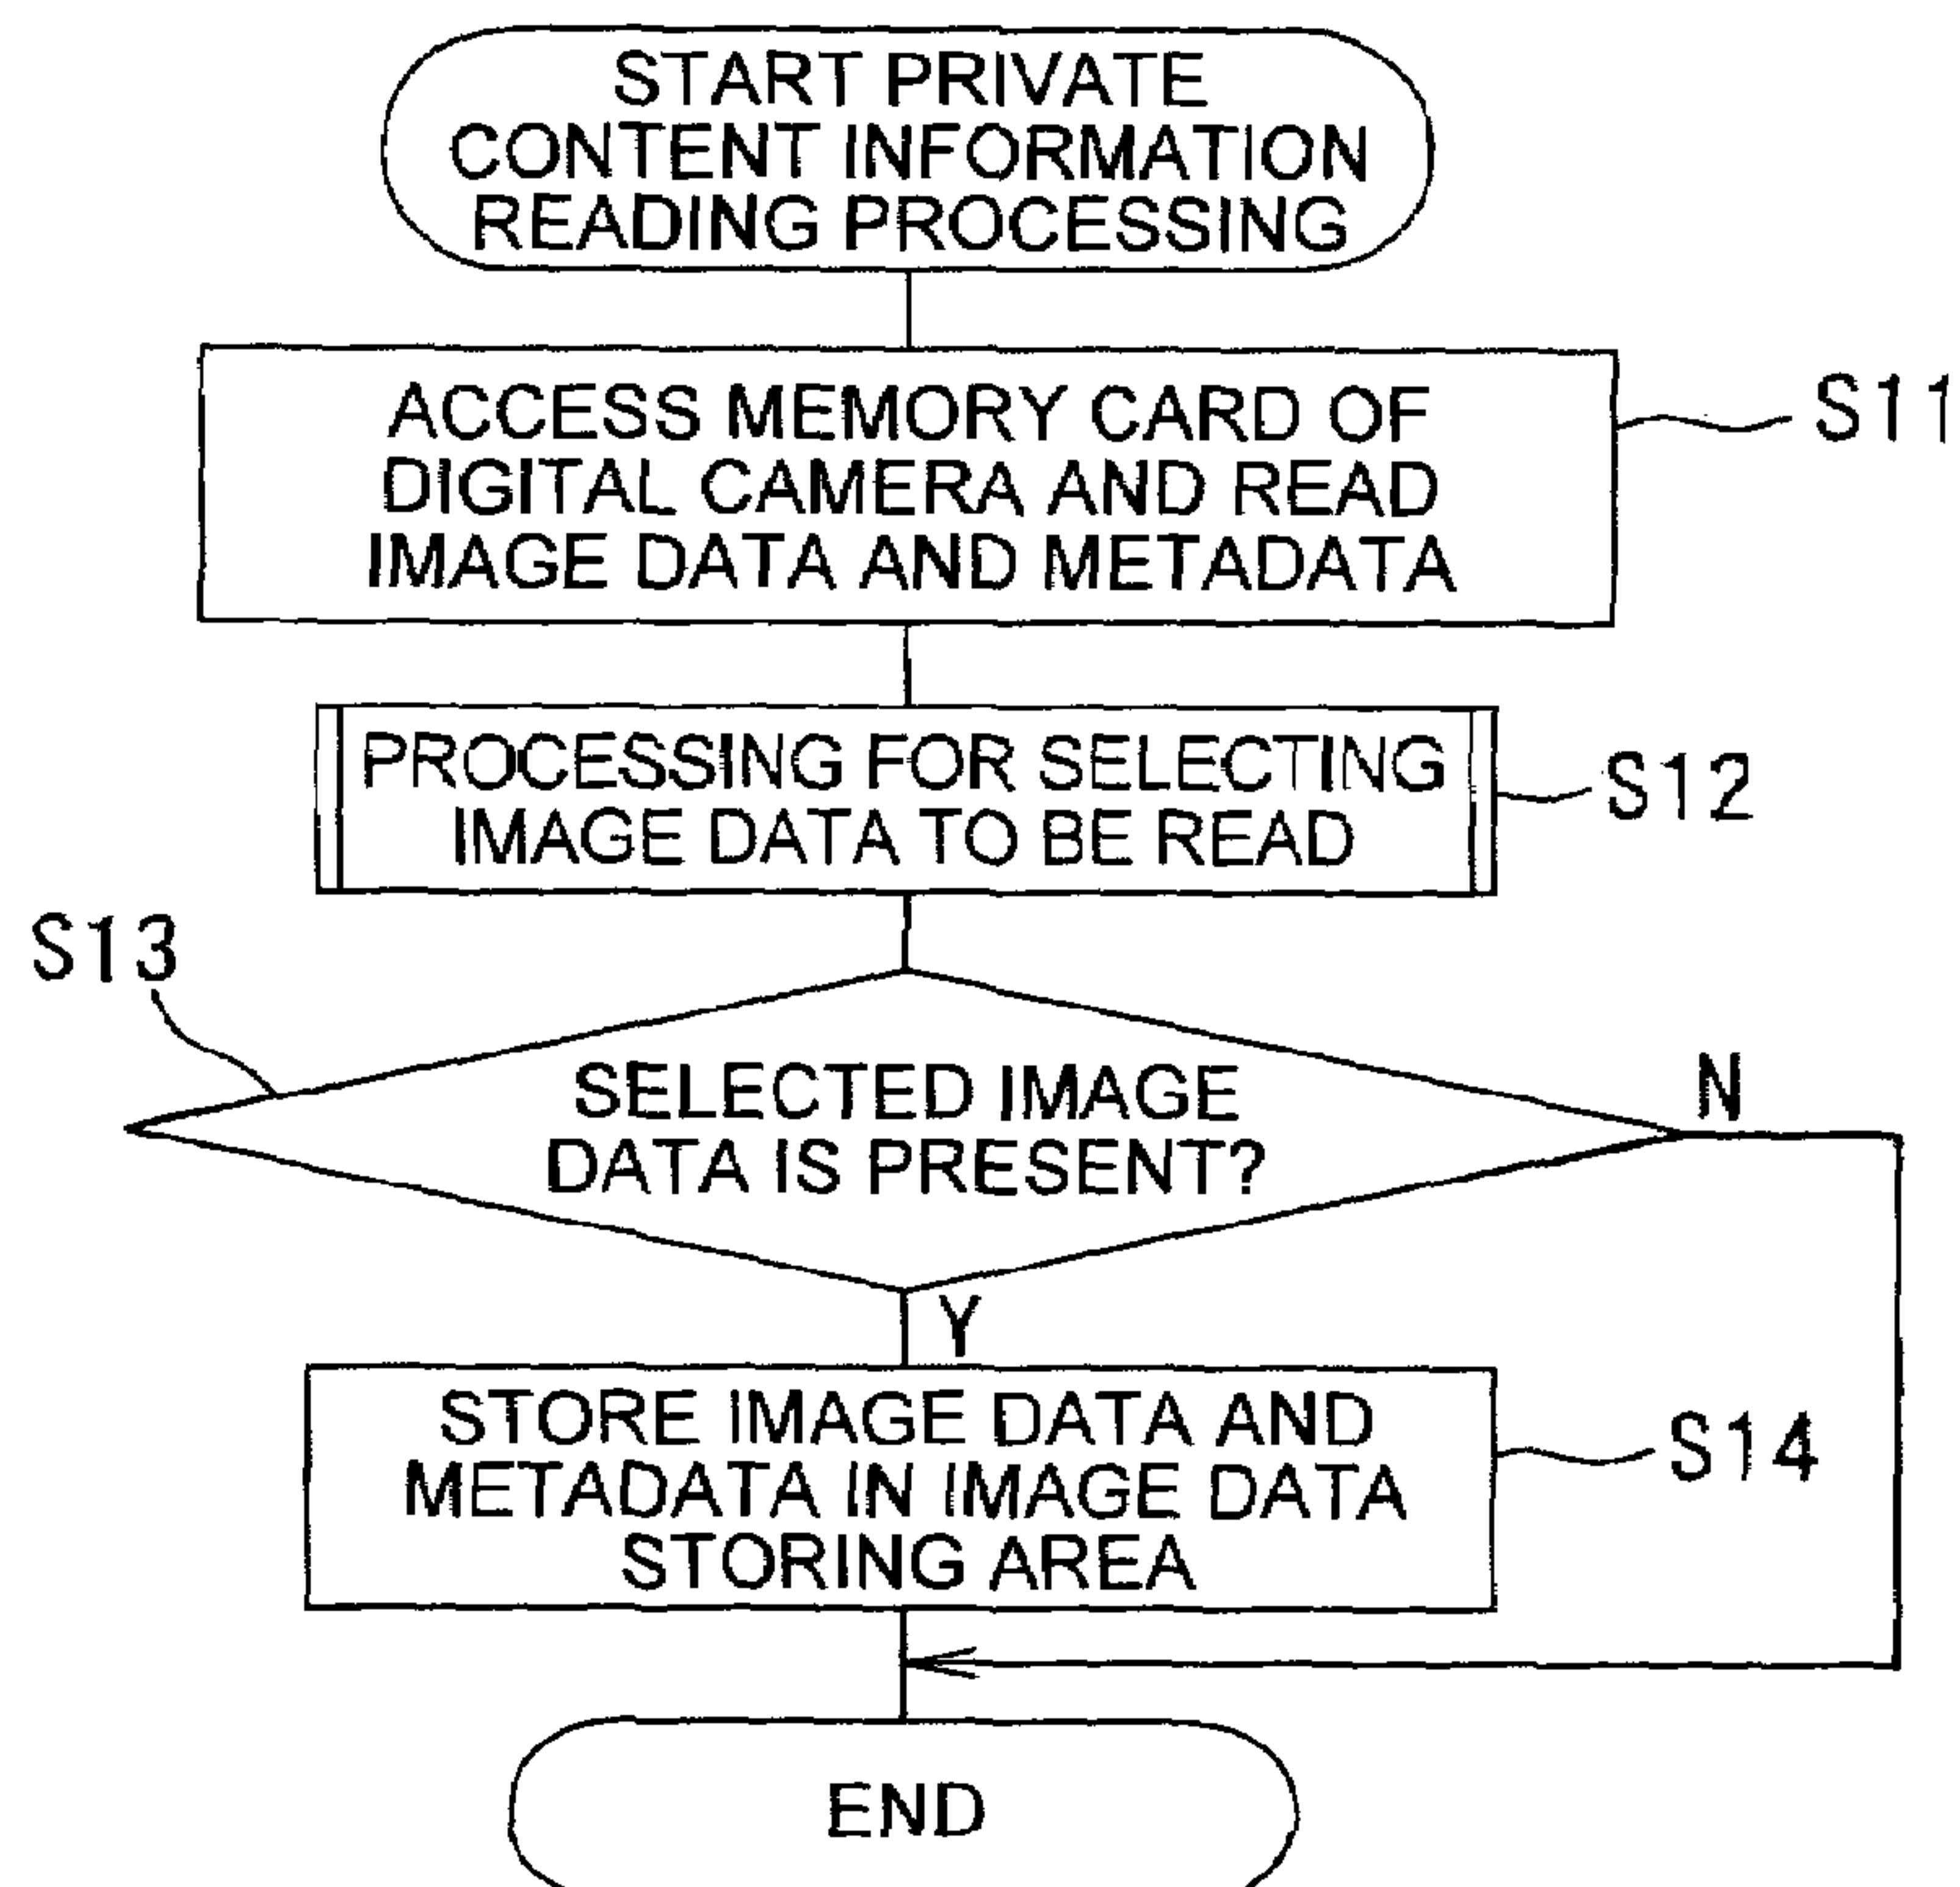 START PRIVATE
CONTENT INFORMATION
READING PROCESSING
ACCESS MEMORY CARD OF
DIGITAL CAMERA AND READ
IMAGE DATA AND METADATA
S11
PROCESSING FOR SELECTING
IMAGE DATA TO BE READ
S12
S13
SELECTED IMAGE
DATA IS PRESENT?
N
Y
STORE IMAGE DATA AND
METADATA IN IMAGE DATA
STORING AREA
S14
END